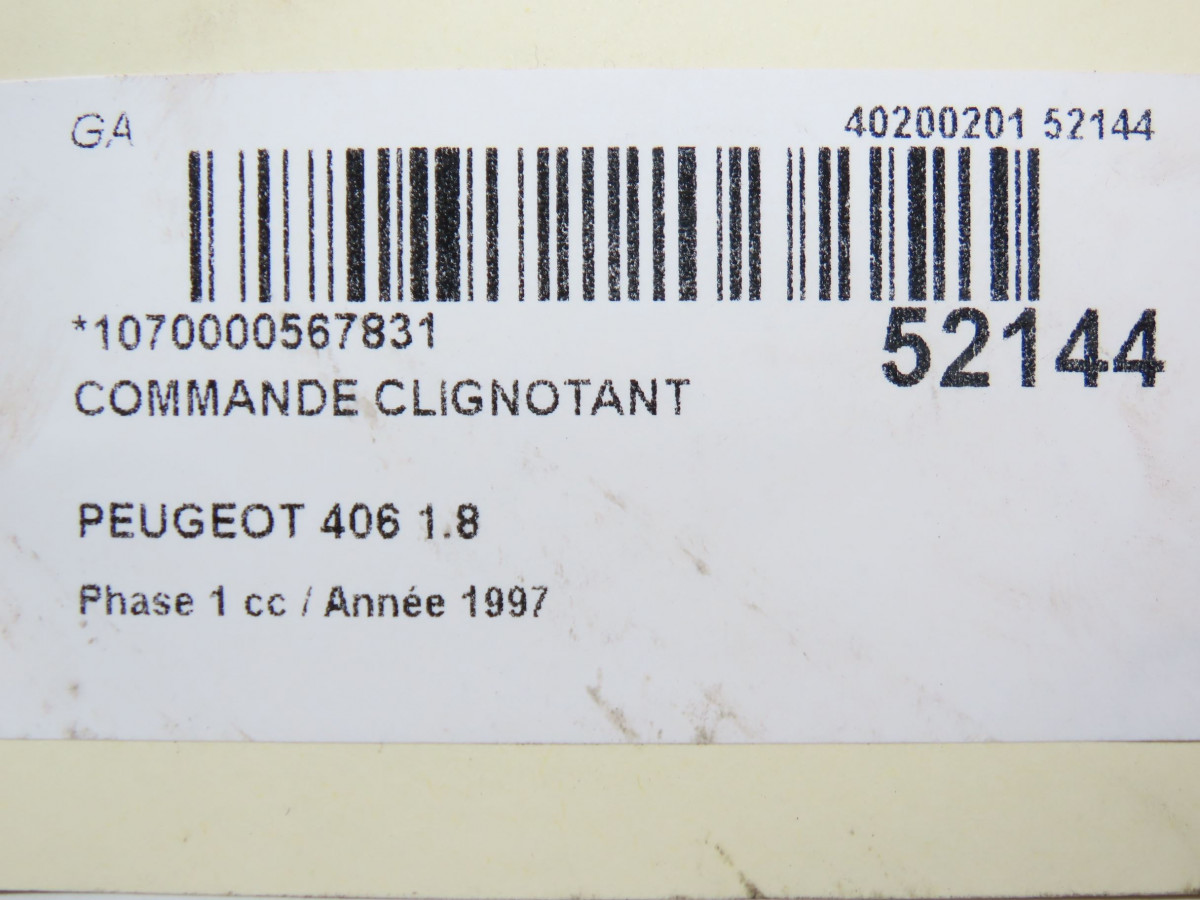 GA 40200201 52144
*1070000567831 52144
COMMANDE CLIGNOTANT
PEUGEOT 406 1.8
Phase 1 cc / Année 1997